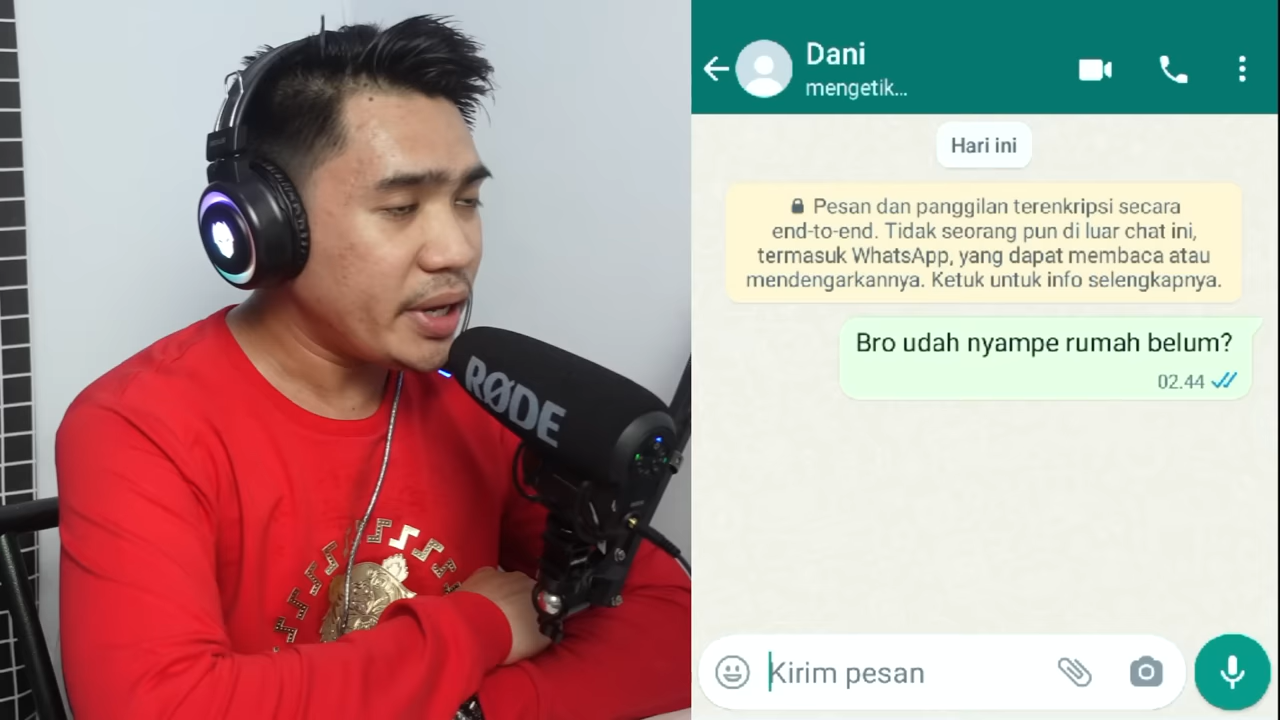 RØDE
Dani
mengetik...
Hari ini
Pesan dan panggilan terenkripsi secara
end-to-end. Tidak seorang pun di luar chat ini,
termasuk WhatsApp, yang dapat membaca atau
mendengarkannya. Ketuk untuk info selengkapnya.
Bro udah nyampe rumah belum?
02.44
Kirim pesan